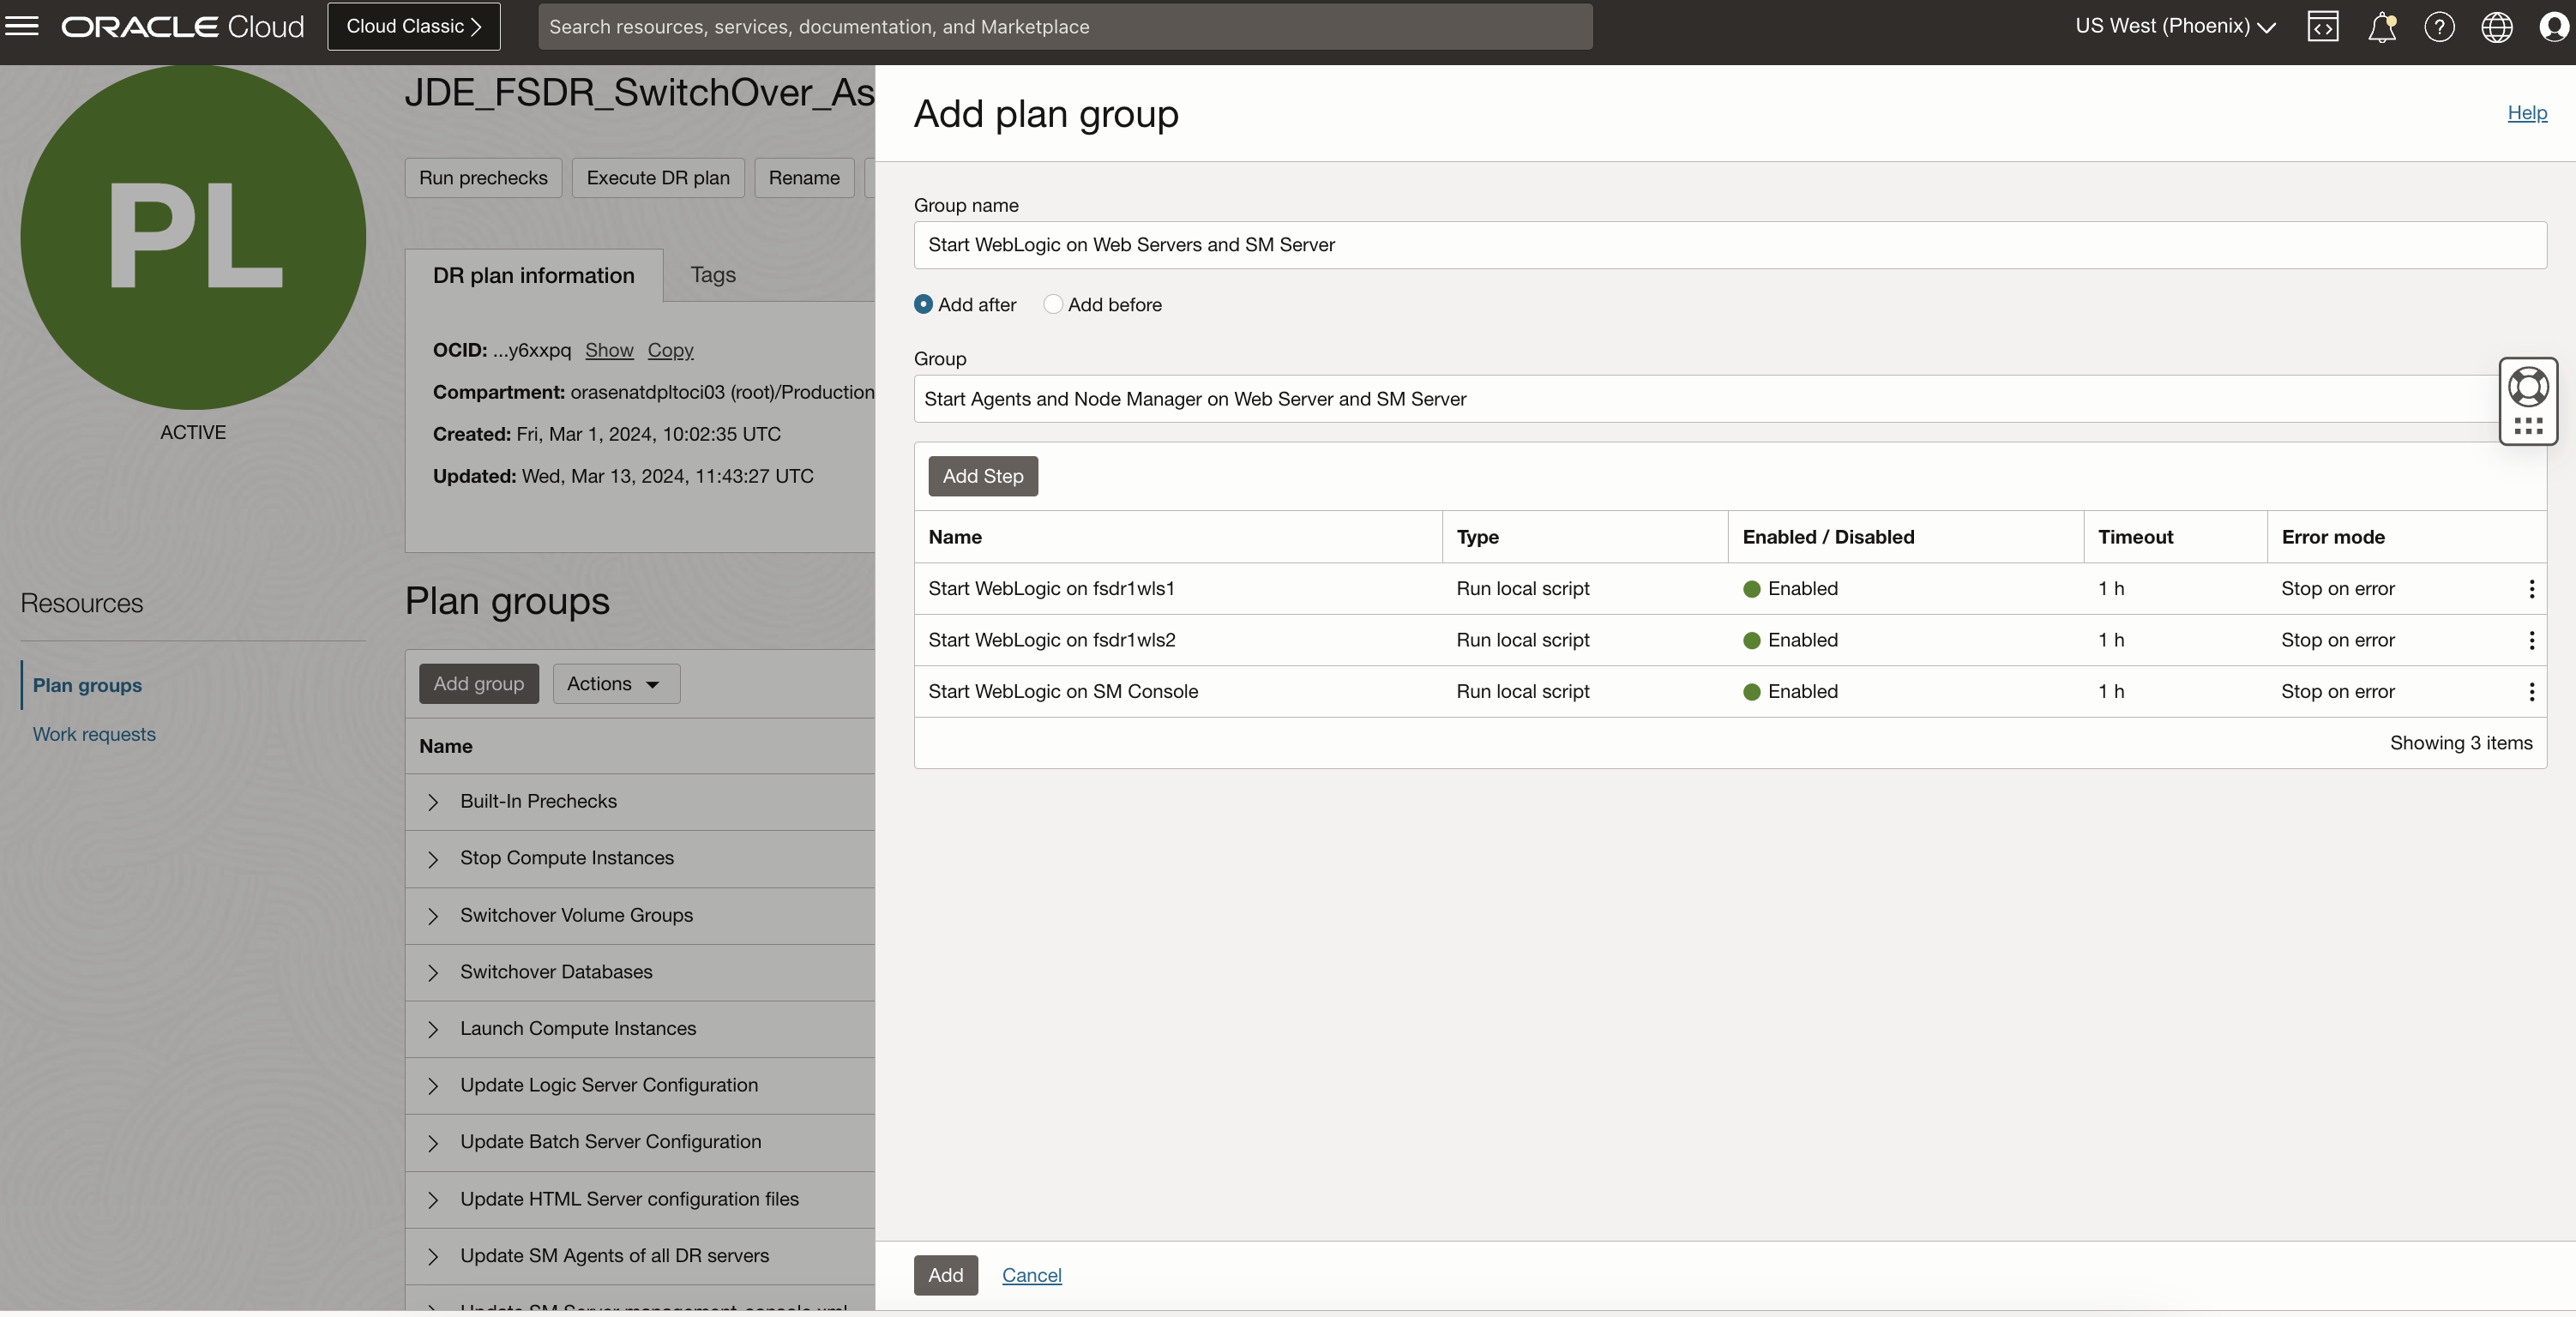 ORACLE Cloud
Cloud Classic
Search resources, services, documentation, and Marketplace
US West (Phoenix)
PL
ACTIVE
Resources
Plan groups
Work requests
JDE_FSDR_SwitchOver_As
Run prechecks
Execute DR plan
Rename
DR plan information
Tags
OCID: ...y6xxpq Show Copy
Compartment: orasenatdpltoci03 (root)/Production
Created: Fri, Mar 1, 2024, 10:02:35 UTC
Updated: Wed, Mar 13, 2024, 11:43:27 UTC
Plan groups
Add group
Actions
Name
Built-In Prechecks
Stop Compute Instances
Switchover Volume Groups
Switchover Databases
Launch Compute Instances
Update Logic Server Configuration
Update Batch Server Configuration
Update HTML Server configuration files
Update SM Agents of all DR servers
Update SM Server management-console.xml
Add plan group
Help
Group name
Start WebLogic on Web Servers and SM Server
Add after
Add before
Group
Start Agents and Node Manager on Web Server and SM Server
Add Step
Name Type Enabled / Disabled Timeout Error mode
Start WebLogic on fsdr1wls1 Run local script Enabled 1 h Stop on error
Start WebLogic on fsdr1wls2 Run local script Enabled 1 h Stop on error
Start WebLogic on SM Console Run local script Enabled 1 h Stop on error
Showing 3 items
Add
Cancel